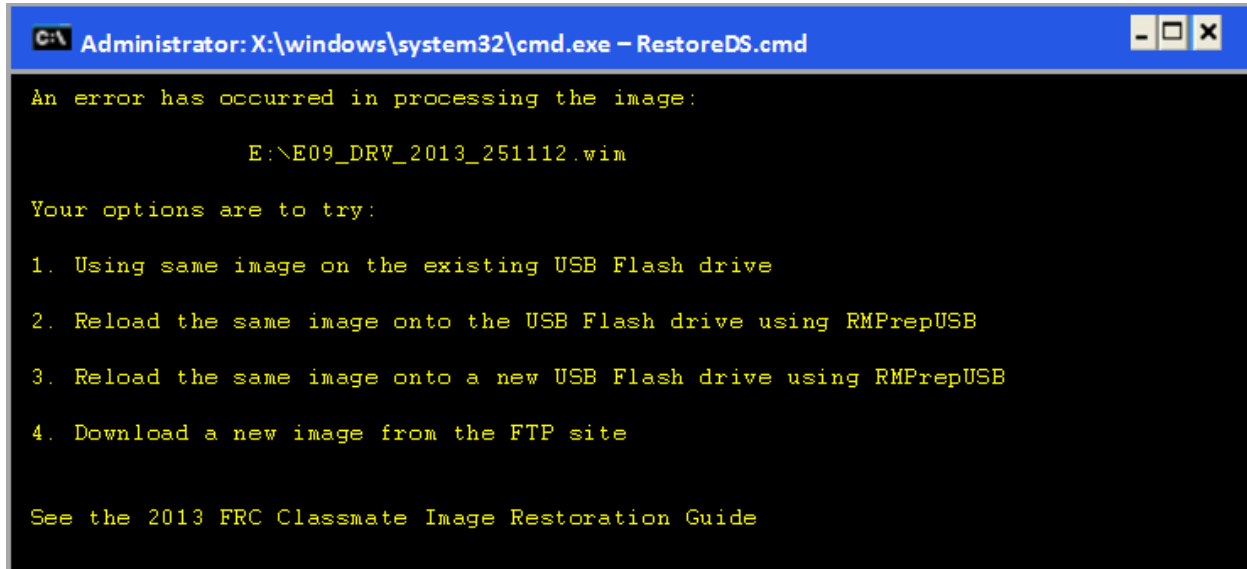 C:\ Administrator: X:\windows\system32\cmd.exe – RestoreDS.cmd
An error has occurred in processing the image:
E:\E09_DRV_2013_251112.wim
Your options are to try:
1. Using same image on the existing USB Flash drive
2. Reload the same image onto the USB Flash drive using RMPrepUSB
3. Reload the same image onto a new USB Flash drive using RMPrepUSB
4. Download a new image from the FTP site
See the 2013 FRC Classmate Image Restoration Guide